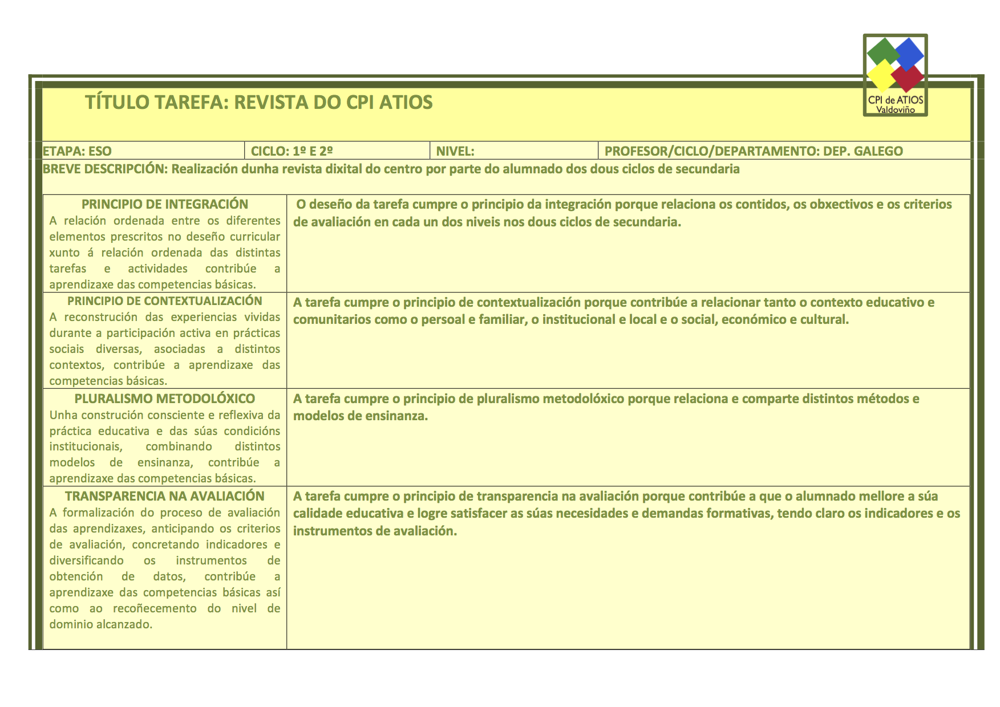 CPI de ATIOS
Valdoviño
TÍTULO TAREFA: REVISTA DO CPI ATIOS
ETAPA: ESO
CICLO: 1º E 2º
NIVEL:
PROFESOR/CICLO/DEPARTAMENTO: DEP. GALEGO
BREVE DESCRIPCIÓN: Realización dunha revista dixital do centro por parte do alumnado dos dous ciclos de secundaria
PRINCIPIO DE INTEGRACIÓN
A relación ordenada entre os diferentes
elementos prescritos no deseño curricular
xunto á relación ordenada das distintas
tarefas e actividades contribúe a
aprendizaxe das competencias básicas.
O deseño da tarefa cumpre o principio da integración porque relaciona os contidos, os obxectivos e os criterios
de avaliación en cada un dos niveis nos dous ciclos de secundaria.
PRINCIPIO DE CONTEXTUALIZACIÓN
A reconstrución das experiencias vividas
durante a participación activa en prácticas
sociais diversas, asociadas a distintos
contextos, contribúe a aprendizaxe das
competencias básicas.
A tarefa cumpre o principio de contextualización porque contribúe a relacionar tanto o contexto educativo e
comunitarios como o persoal e familiar, o institucional e local e o social, económico e cultural.
PLURALISMO METODOLÓXICO
Unha construción consciente e reflexiva da
práctica educativa e das súas condicións
institucionais, combinando distintos
modelos de ensinanza, contribúe a
aprendizaxe das competencias básicas.
A tarefa cumpre o principio de pluralismo metodolóxico porque relaciona e comparte distintos métodos e
modelos de ensinanza.
TRANSPARENCIA NA AVALIACIÓN
A formalización do proceso de avaliación
das aprendizaxes, anticipando os criterios
de avaliación, concretando indicadores e
diversificando os instrumentos de
obtención de datos, contribúe a
aprendizaxe das competencias básicas así
como ao recoñecemento do nivel de
dominio alcanzado.
A tarefa cumpre o principio de transparencia na avaliación porque contribúe a que o alumnado mellore a súa
calidade educativa e logre satisfacer as súas necesidades e demandas formativas, tendo claro os indicadores e os
instrumentos de avaliación.